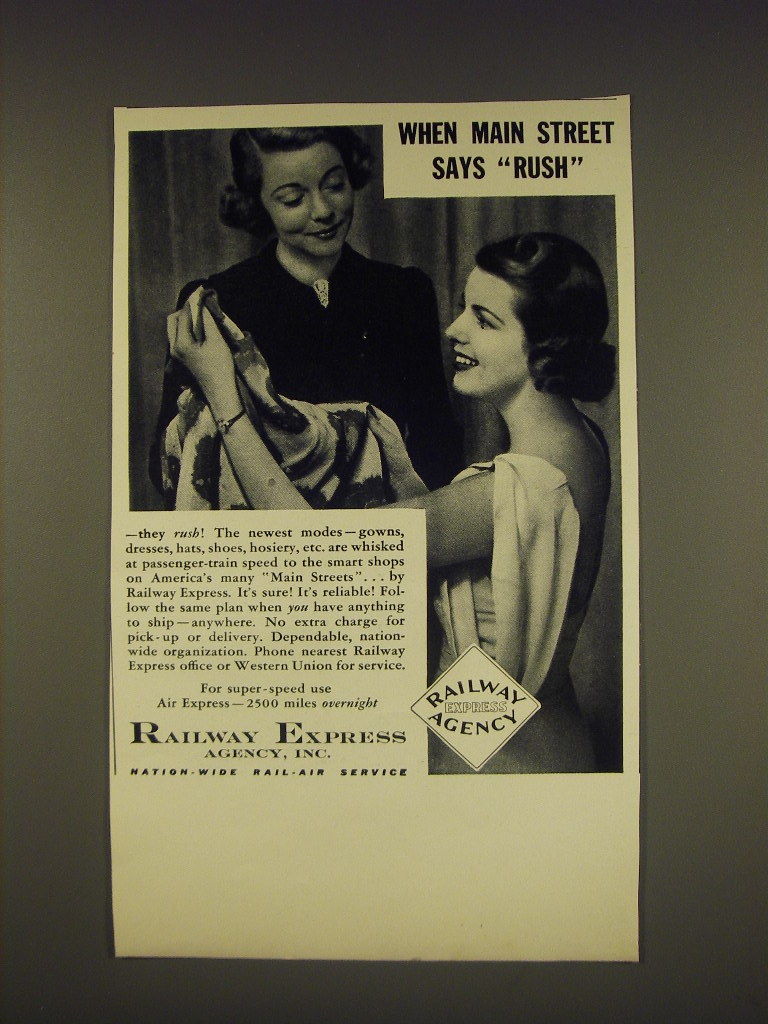 WHEN MAIN STREET
SAYS "RUSH"
—they rush! The newest modes—gowns,
dresses, hats, shoes, hosiery, etc. are whisked
at passenger-train speed to the smart shops
on America's many "Main Streets"... by
Railway Express. It's sure! It's reliable! Fol-
low the same plan when you have anything
to ship—anywhere. No extra charge for
pick-up or delivery. Dependable, nation-
wide organization. Phone nearest Railway
Express office or Western Union for service.
For super-speed use
Air Express—2500 miles overnight
RAILWAY EXPRESS
AGENCY, INC.
NATION-WIDE RAIL-AIR SERVICE
RAILWAY
EXPRESS
AGENCY